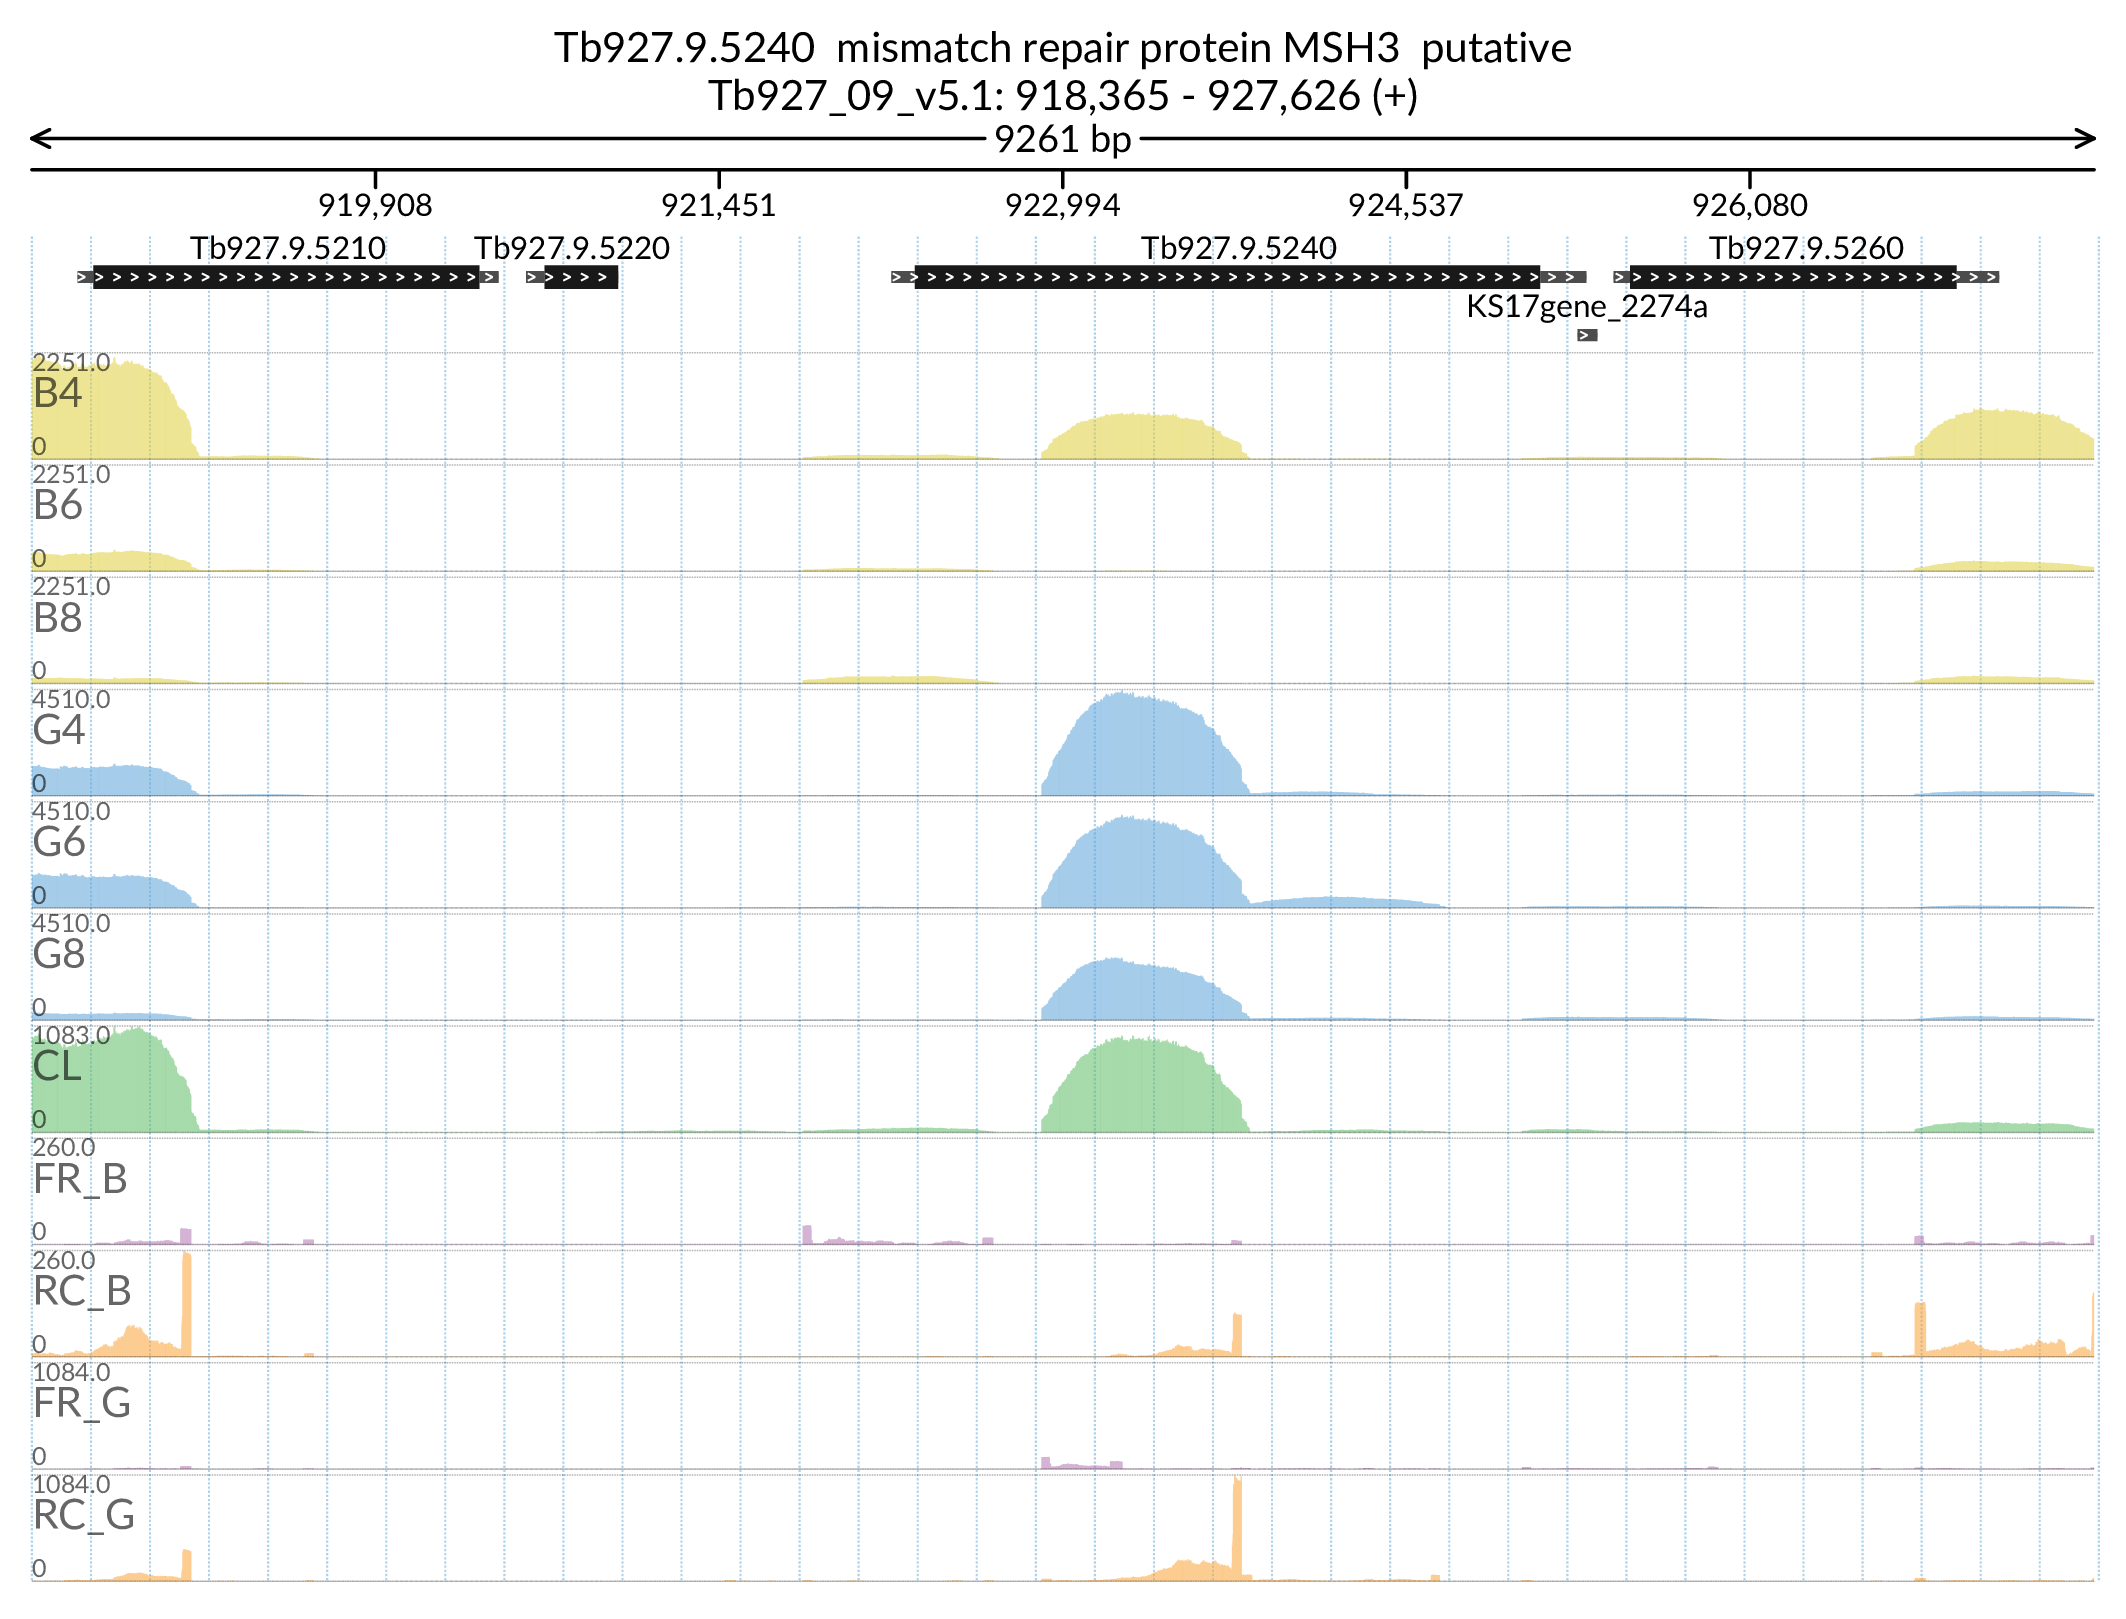 Tb927.9.5240  mismatch repair protein MSH3  putative
Tb927_09_v5.1: 918,365 - 927,626 (+)
9261 bp
919,908 921,451 922,994 924,537 926,080
Tb927.9.5210 Tb927.9.5220 Tb927.9.5240 Tb927.9.5260
KS17gene_2274a
2251.0
B4
0
2251.0
B6
0
2251.0
B8
0
4510.0
G4
0
4510.0
G6
0
4510.0
G8
0
1083.0
CL
0
260.0
FR_B
0
260.0
RC_B
0
1084.0
FR_G
0
1084.0
RC_G
0